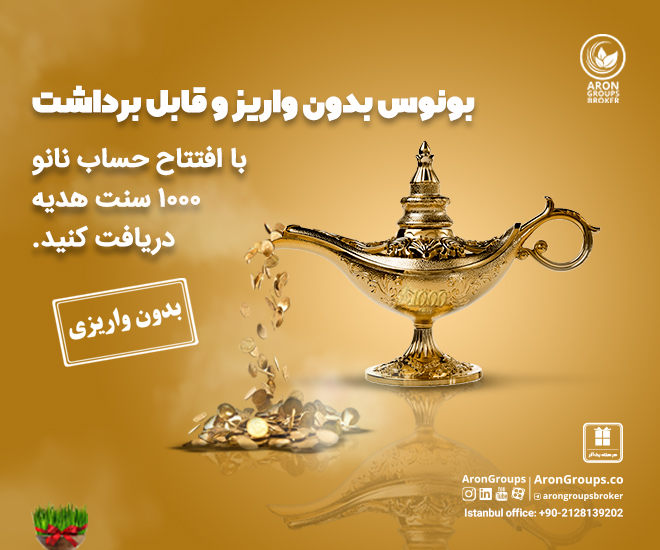 ARON
GROUPS
BROKER
بونوس بدون واریز و قابل برداشت
با افتتاح حساب نانو
۱۰۰۰ سنت هدیه
دریافت کنید.
بدون واریزی
1000
AronGroups | AronGroups.co
arongroupsbroker
Istanbul office: +90-2128139202